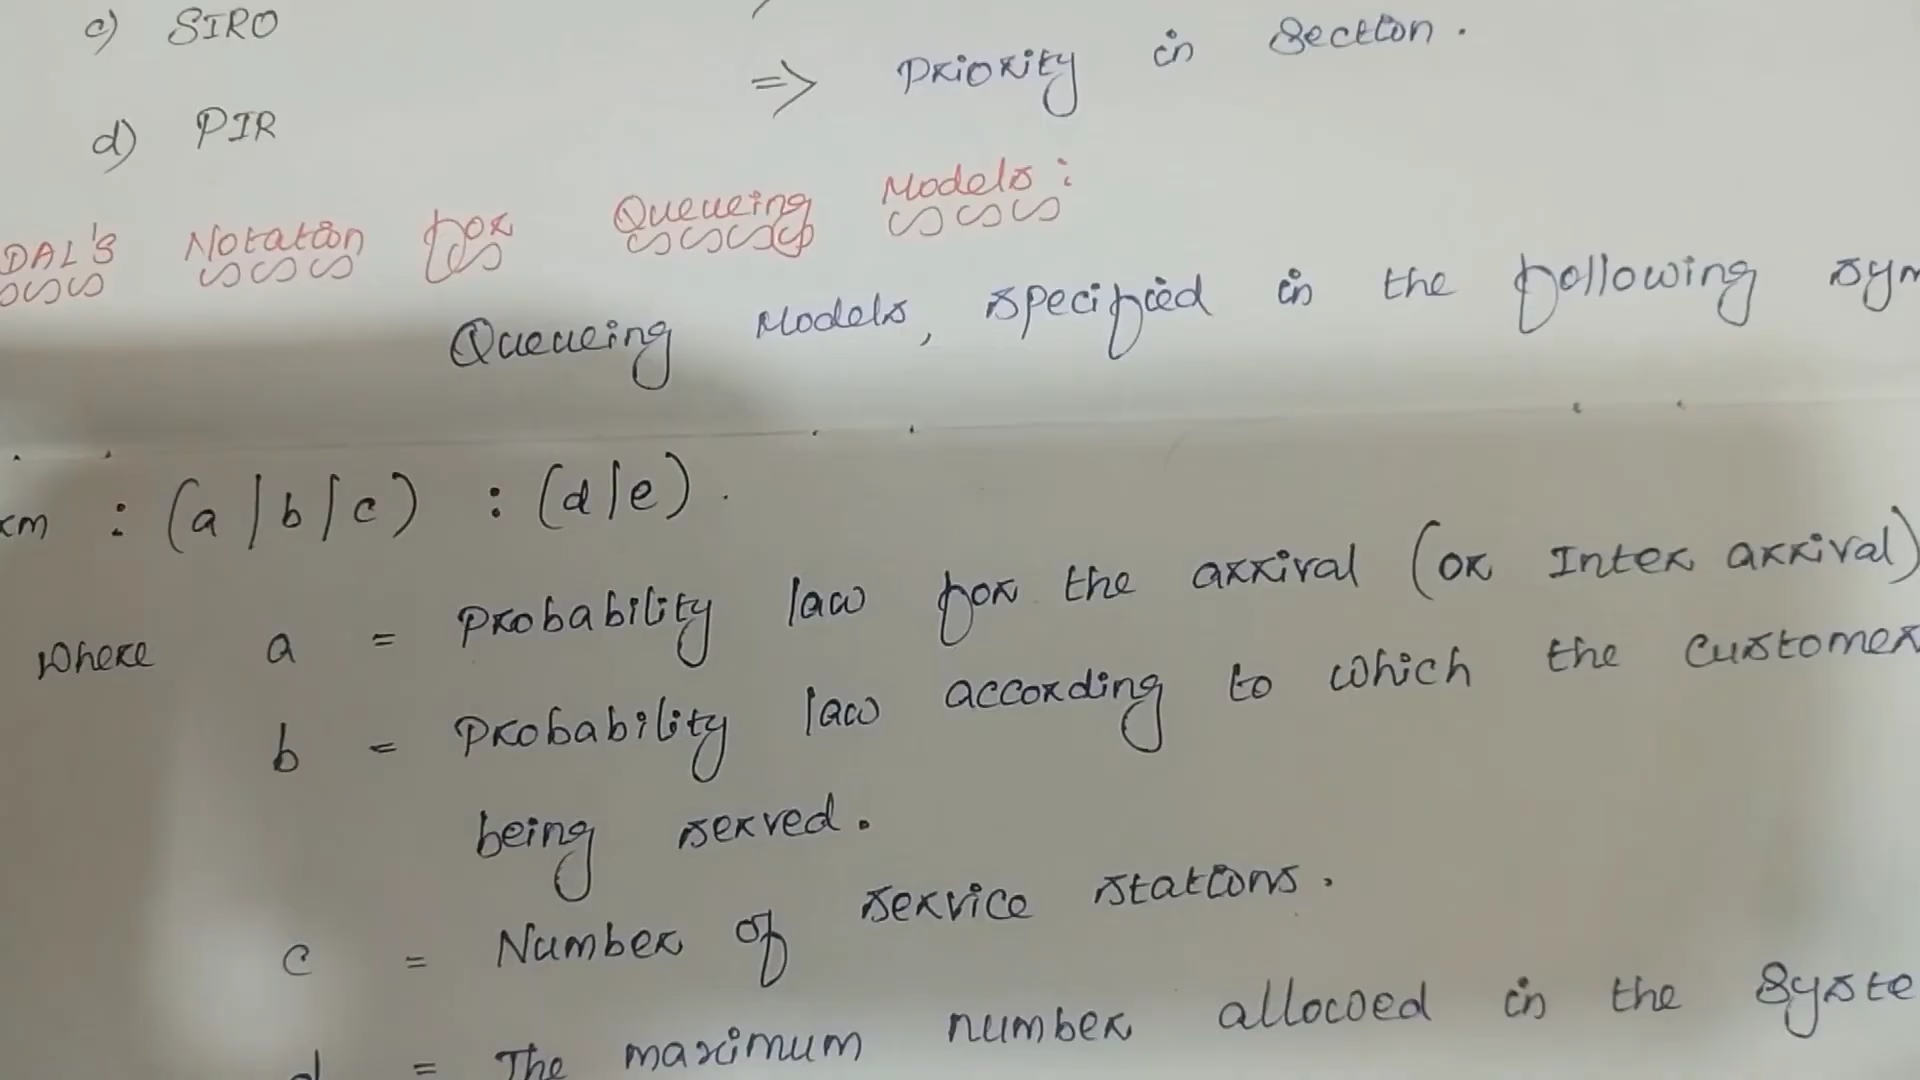 c) SIRO
=> Priority in Section.
d) PIR
DAL'S Notation for Queueing Models:
Queueing Models, specified in the following sym
: (a|b|c) : (d|e).
where a = Probability law for the arrival (or Inter arrival)
b = Probability law according to which the customer
being served.
c = Number of service stations.
d = The maximum number allowed in the Syste